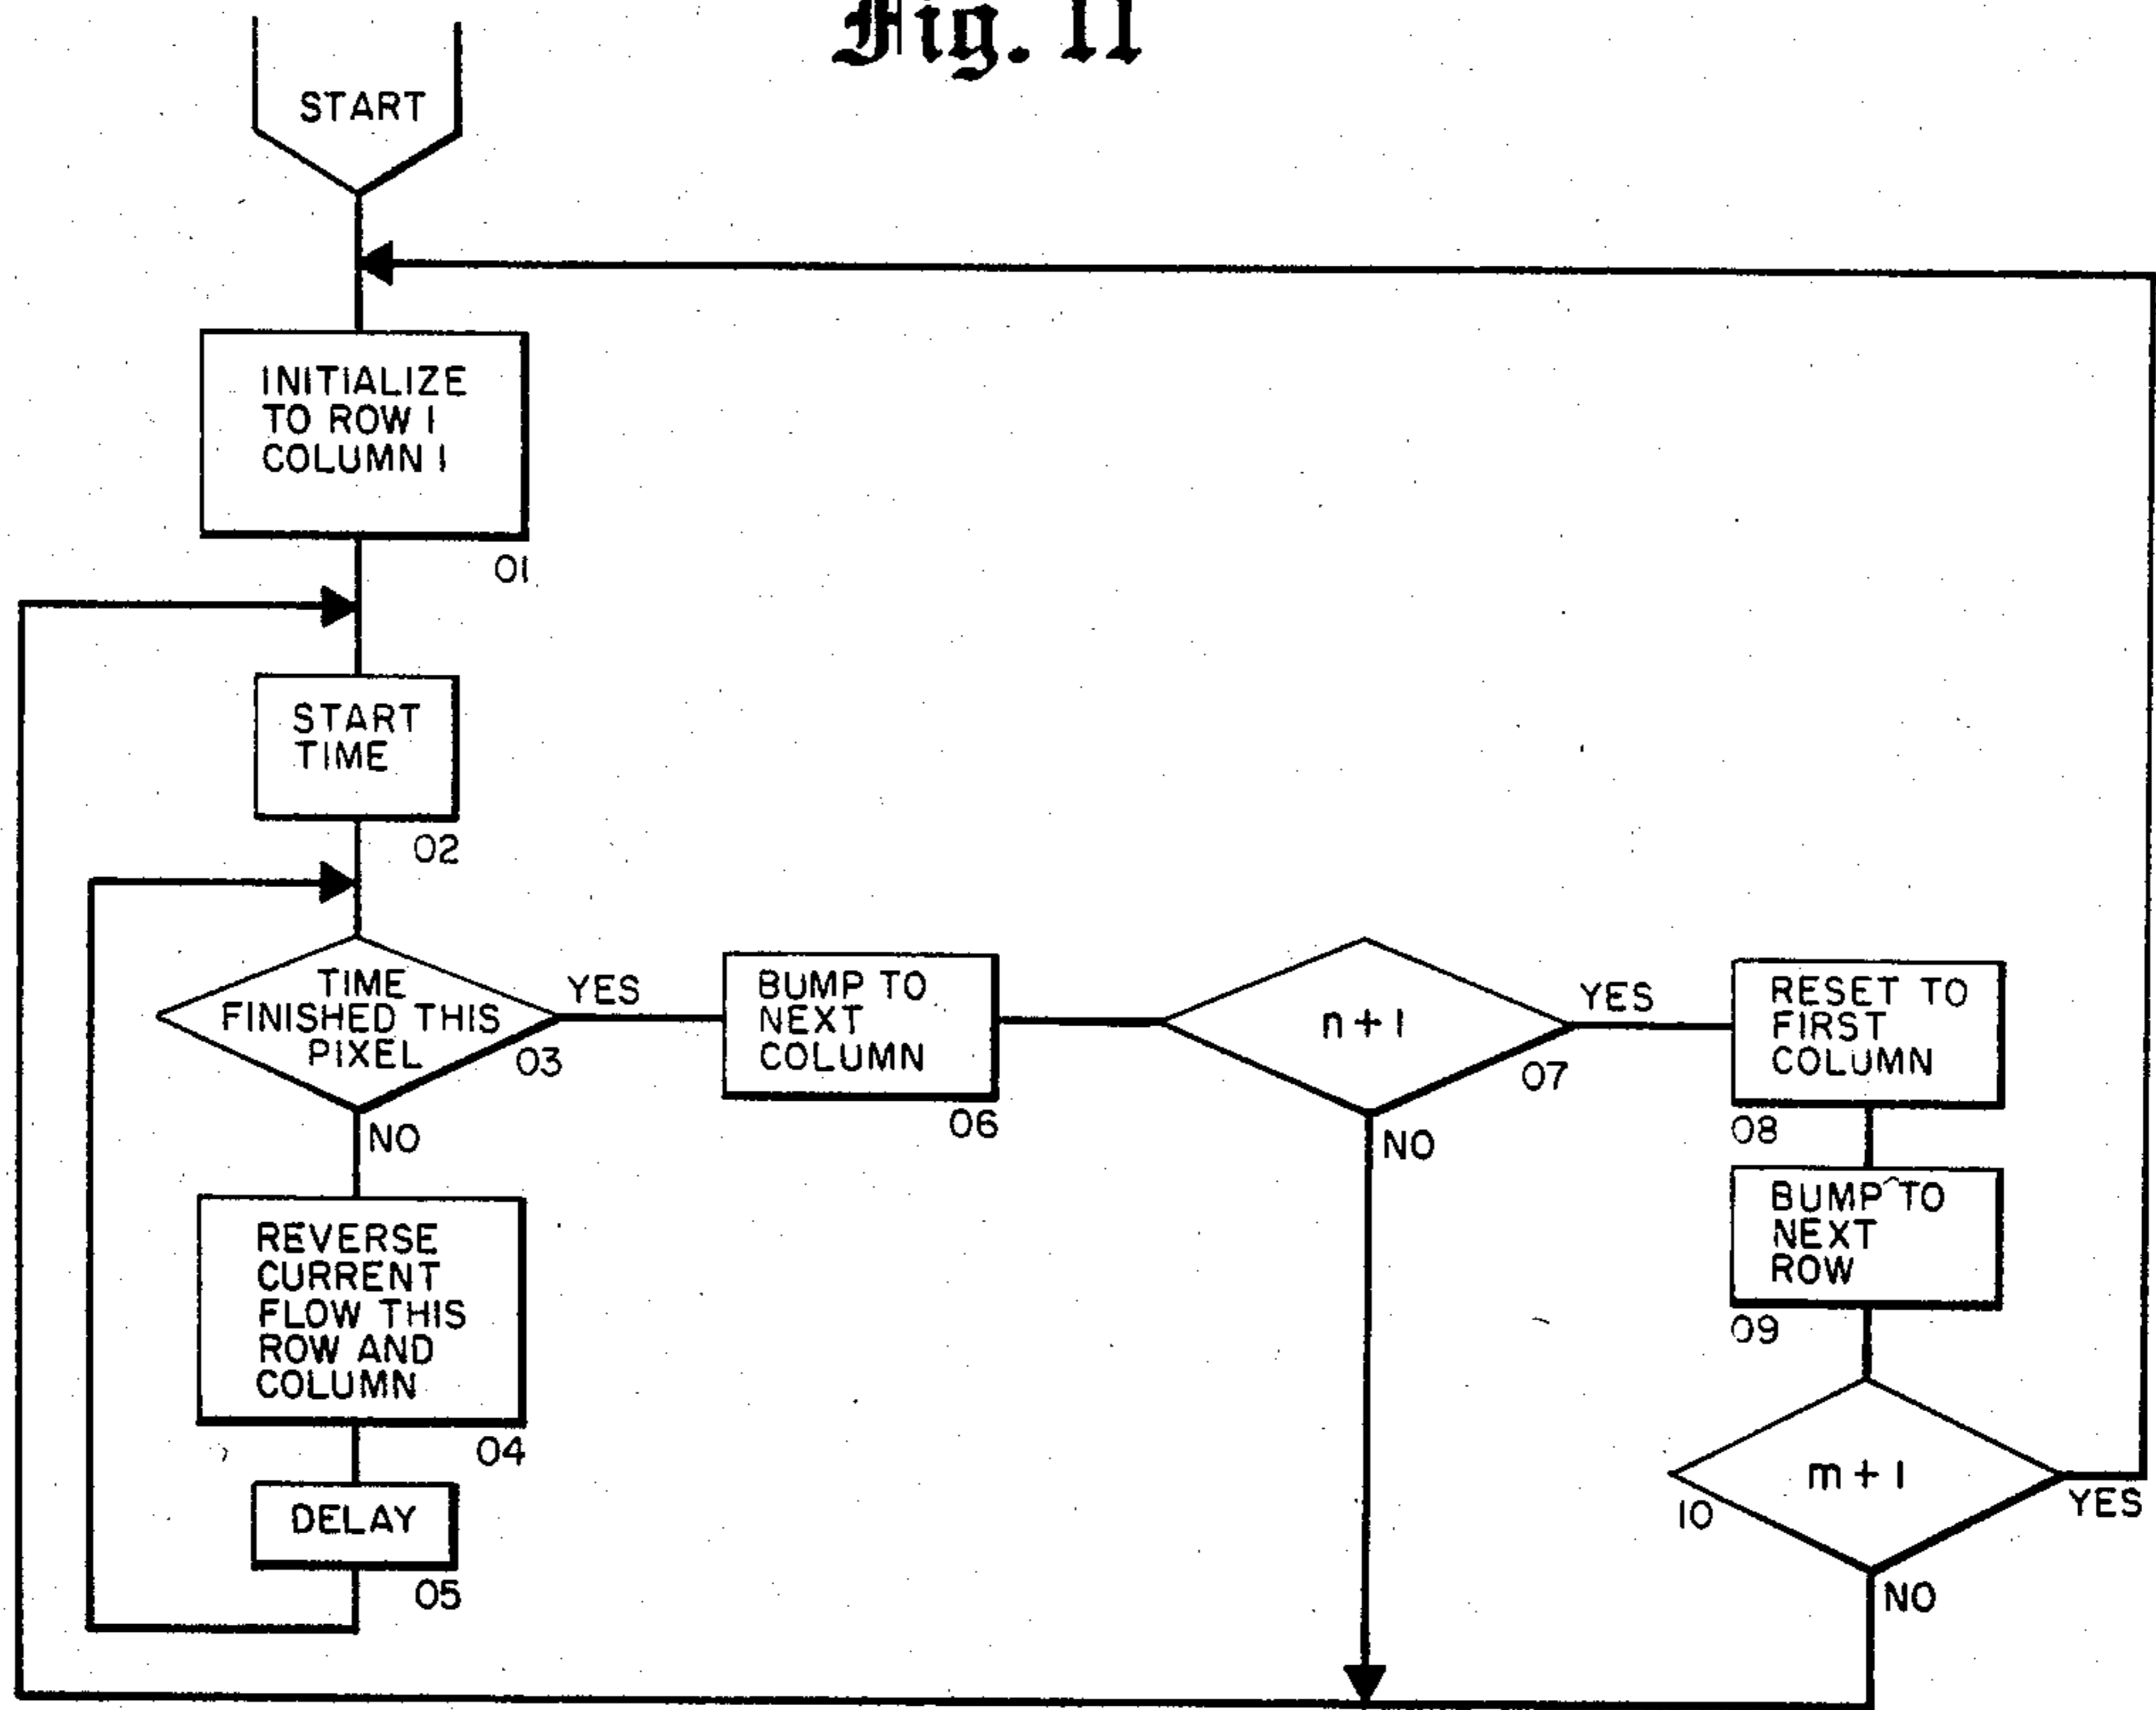 Fig. 11
START
INITIALIZE
TO ROW 1
COLUMN 1
01
START
TIME
02
TIME
FINISHED THIS
PIXEL
03
YES
NO
REVERSE
CURRENT
FLOW THIS
ROW AND
COLUMN
04
DELAY
05
BUMP TO
NEXT
COLUMN
06
n + 1
07
YES
NO
RESET TO
FIRST
COLUMN
08
BUMP TO
NEXT
ROW
09
m + 1
10
YES
NO